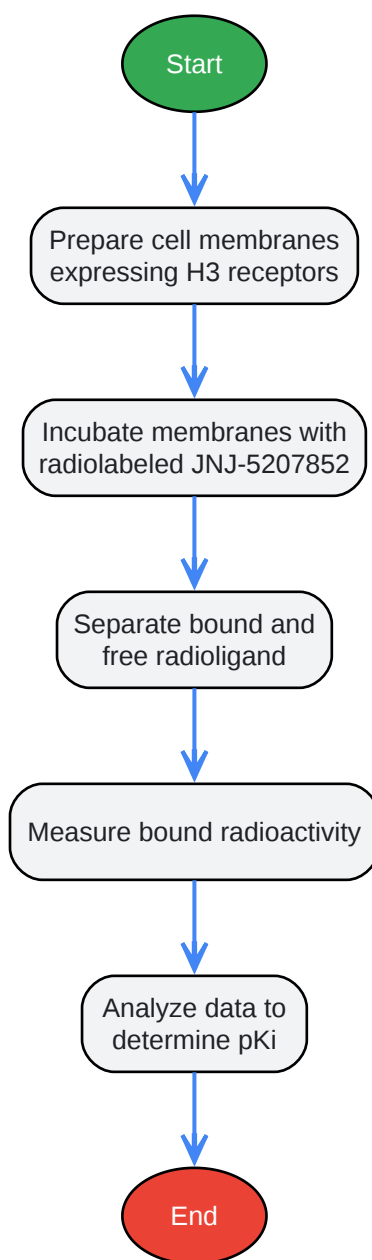 Start
Prepare cell membranes
expressing H3 receptors
Incubate membranes with
radiolabeled JNJ-5207852
Separate bound and
free radioligand
Measure bound radioactivity
Analyze data to
determine pKi
End